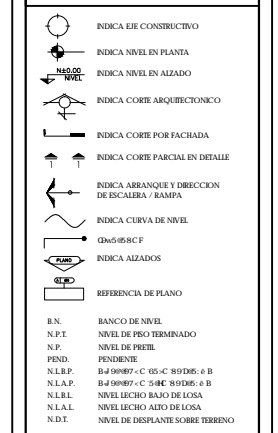 INDICA EJE CONSTRUCTIVO
INDICA NIVEL EN PLANTA
N±0.00
NIVEL
INDICA NIVEL EN ALZADO
INDICA CORTE ARQUITECTONICO
INDICA CORTE POR FACHADA
1 1 INDICA CORTE PARCIAL EN DETALLE
INDICA ARRANQUE Y DIRECCION
DE ESCALERA / RAMPA
INDICA CURVA DE NIVEL
PLANO
INDICA ALZADOS
REFERENCIA DE PLANO
B.N. BANCO DE NIVEL
N.P.T. NIVEL DE PISO TERMINADO
N.P. NIVEL DE PRETIL
PEND. PENDIENTE
N.L.B.P.
N.L.A.P.
N.L.B.L. NIVEL LECHO BAJO DE LOSA
N.L.A.L. NIVEL LECHO ALTO DE LOSA
N.D.T. NIVEL DE DESPLANTE SOBRE TERRENO